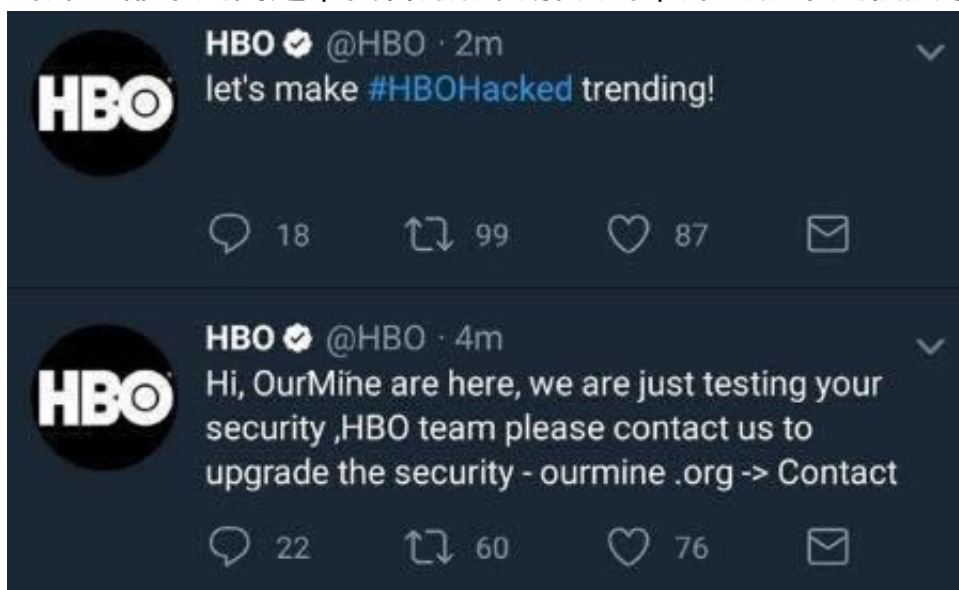 HBO @HBO · 2m
let's make #HBOHacked trending!
HBO
18 99 87
HBO @HBO · 4m
Hi, OurMine are here, we are just testing your
HBO
security ,HBO team please contact us to
upgrade the security - ourmine .org -> Contact
22 60 76